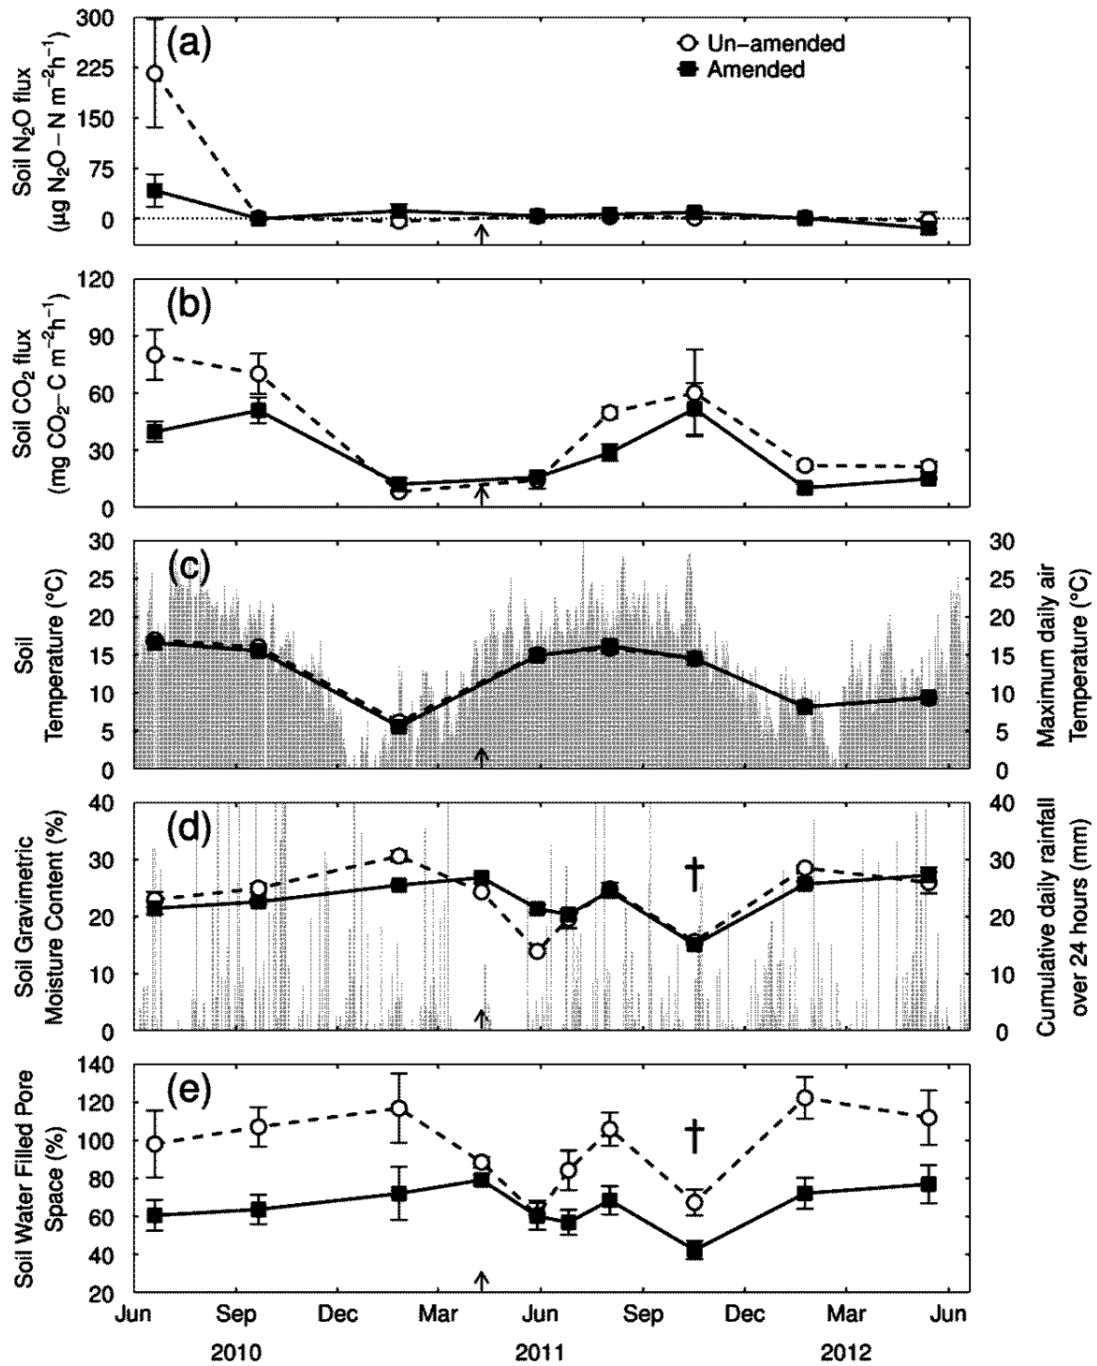 (a)
Un-amended
Amended
Soil N₂O flux
(µg N₂O–N m⁻²h⁻¹)
300
225
150
75
0
(b)
Soil CO₂ flux
(mg CO₂–C m⁻²h⁻¹)
120
90
60
30
0
(c)
Soil
Temperature (°C)
30
25
20
15
10
5
0
30
25
20
15
10
5
0
Maximum daily air
Temperature (°C)
(d)
Soil Gravimetric
Moisture Content (%)
40
30
20
10
0
†
40
30
20
10
0
Cumulative daily rainfall
over 24 hours (mm)
(e)
Soil Water Filled Pore
Space (%)
140
120
100
80
60
40
20
†
Jun Sep Dec Mar Jun Sep Dec Mar Jun
2010 2011 2012